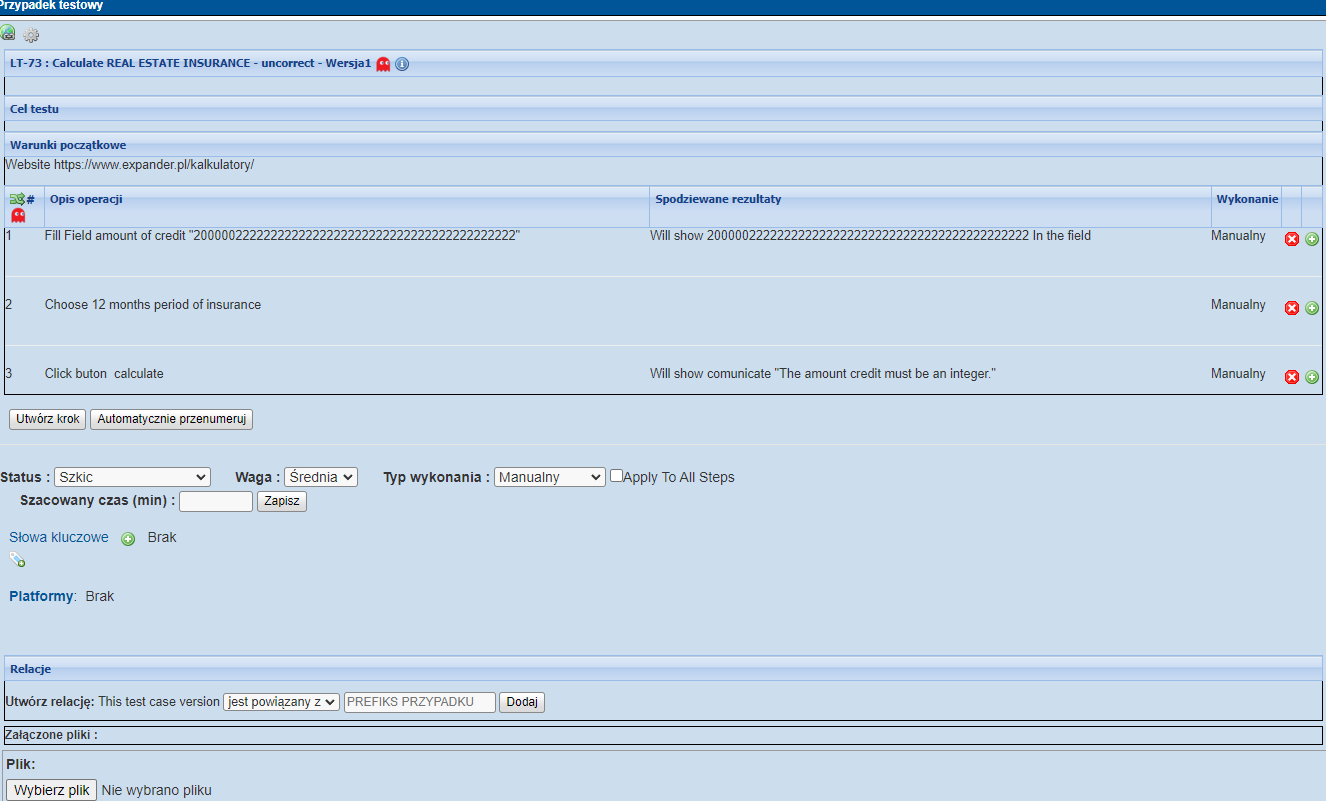 Przypadek testowy
LT-73 : Calculate REAL ESTATE INSURANCE - uncorrect - Wersja1
Cel testu
Warunki początkowe
Website https://www.expander.pl/kalkulatory/
# Opis operacji Spodziewane rezultaty Wykonanie
1 Fill Field amount of credit "2000002222222222222222222222222222222222222222" Will show 2000002222222222222222222222222222222222222222 In the field Manualny
2 Choose 12 months period of insurance Manualny
3 Click buton calculate Will show comunicate "The amount credit must be an integer." Manualny
Utwórz krok Automatycznie przenumeruj
Status : Szkic Waga : Średnia Typ wykonania : Manualny Apply To All Steps
Szacowany czas (min) : Zapisz
Słowa kluczowe Brak
Platformy: Brak
Relacje
Utwórz relację: This test case version jest powiązany z PREFIKS PRZYPADKU Dodaj
Załączone pliki :
Plik:
Wybierz plik Nie wybrano pliku